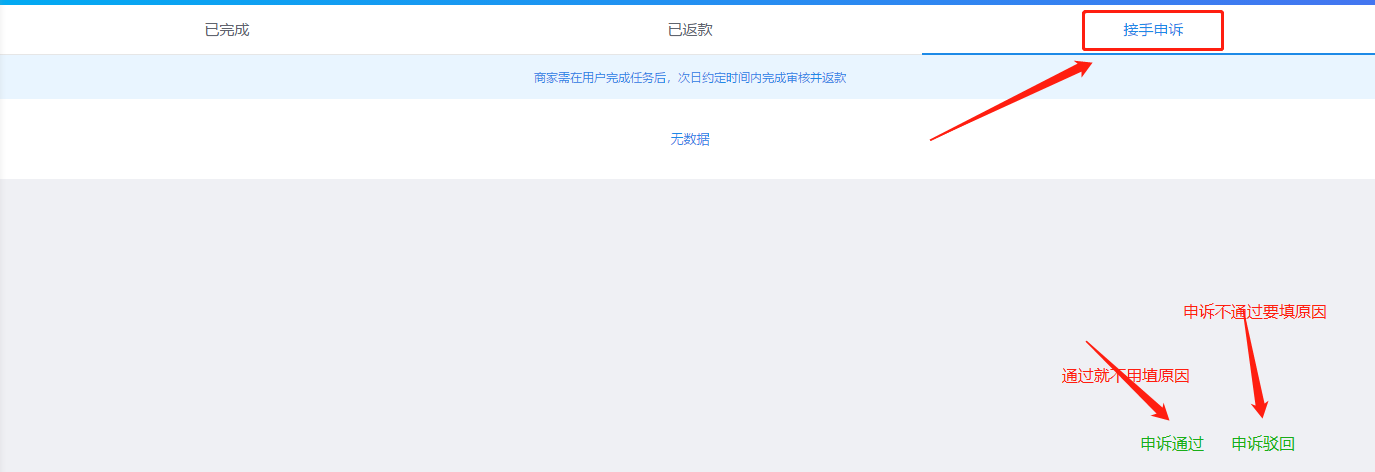 已完成
已返款
接手申诉
商家需在用户完成任务后，次日约定时间内完成审核并返款
无数据
申诉不通过要填原因
通过就不用填原因
申诉通过
申诉驳回